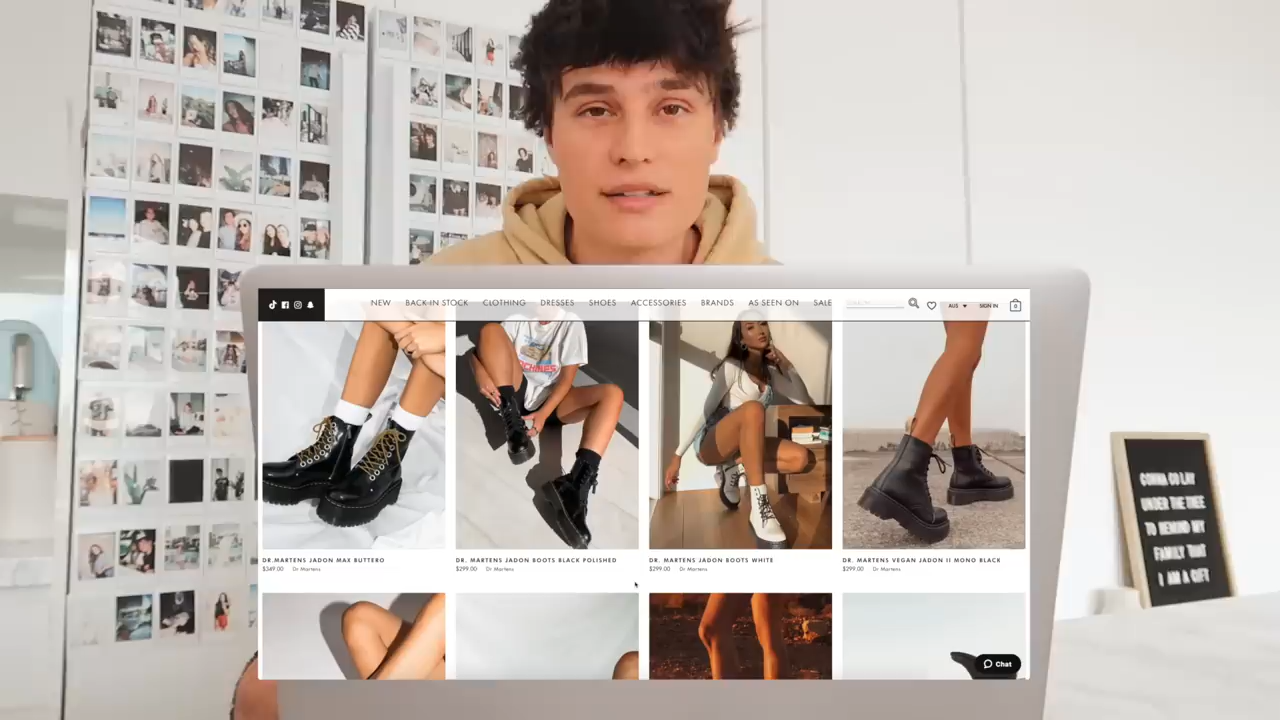 NEW BACK-IN STOCK CLOTHING DRESSES SHOES ACCESSORIES BRANDS AS SEEN ON SALE
AUS SIGN IN 0
DR.MARTENS JADON MAX BUTTERO
$349.00 Dr Martens
DR. MARTENS JADON BOOTS BLACK POLISHED
$299.00 Dr Martens
DR. MARTENS JADON BOOTS WHITE
$299.00 Dr Martens
DR. MARTENS VEGAN JADON II MONO BLACK
$299.00 Dr Martens
Chat
GONNA GO LAY
UNDER THE TREE
TO REMIND MY
FAMILY THAT
I AM A GIFT